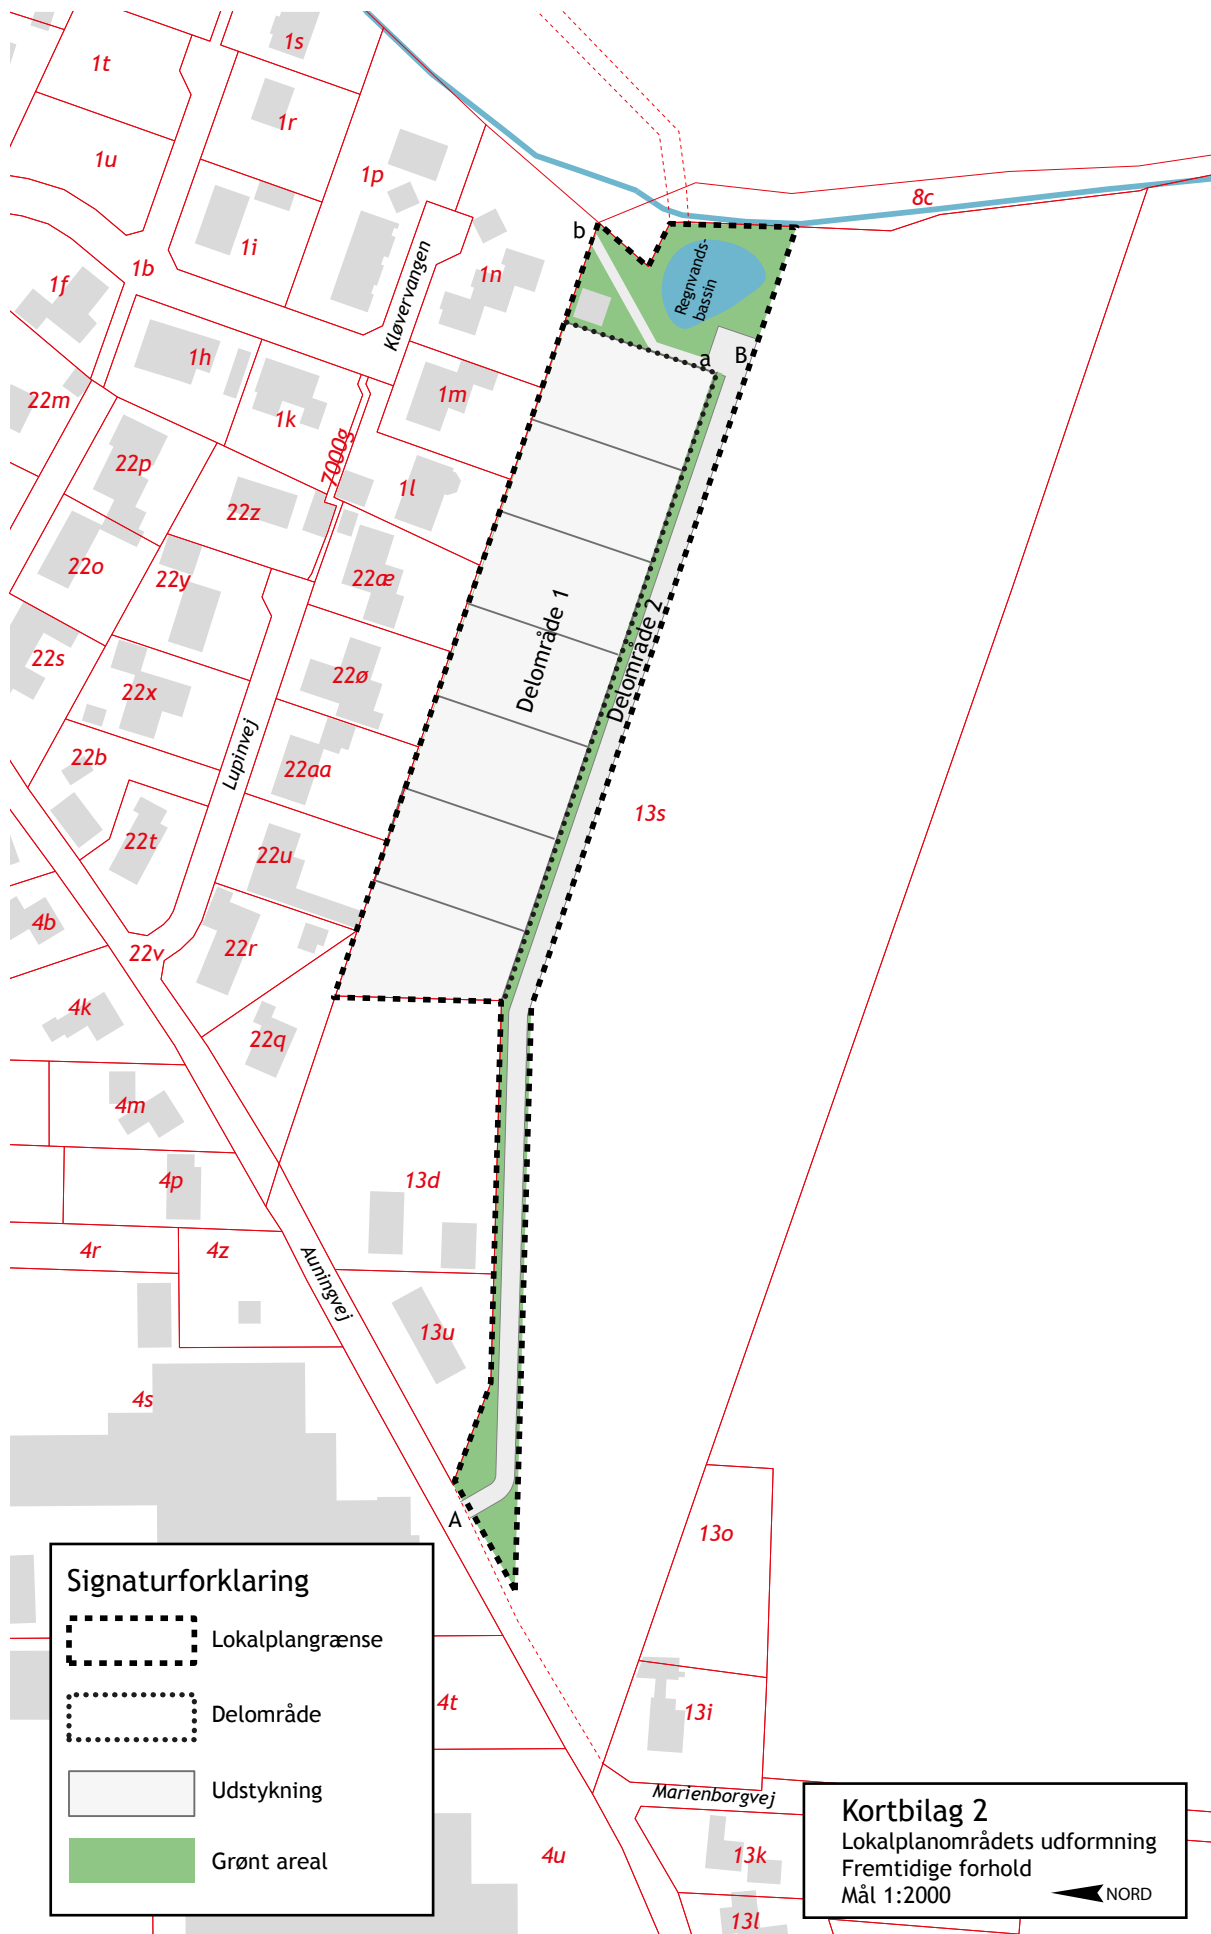 1s
1t
1r
1u
1p
8c
b
1i
Kløvervangen
1b
1n
1f
Regnvands-
bassin
1h
a
B
22m
1m
1k
7000g
22p
1l
22z
22o
22y
22æ
Delområde 1
Delområde 2
22s
22ø
22x
Lupinvej
22b
22aa
13s
22t
22u
4b
22v
22r
4k
22q
4m
4p
13d
4r
4z
Auningvej
13u
4s
A
13o
Signaturforklaring
Lokalplangrænse
Delområde
Udstykning
Grønt areal
4t
13i
Marienborgvej
4u
13k
13l
Kortbilag 2
Lokalplanområdets udformning
Fremtidige forhold
Mål 1:2000
NORD